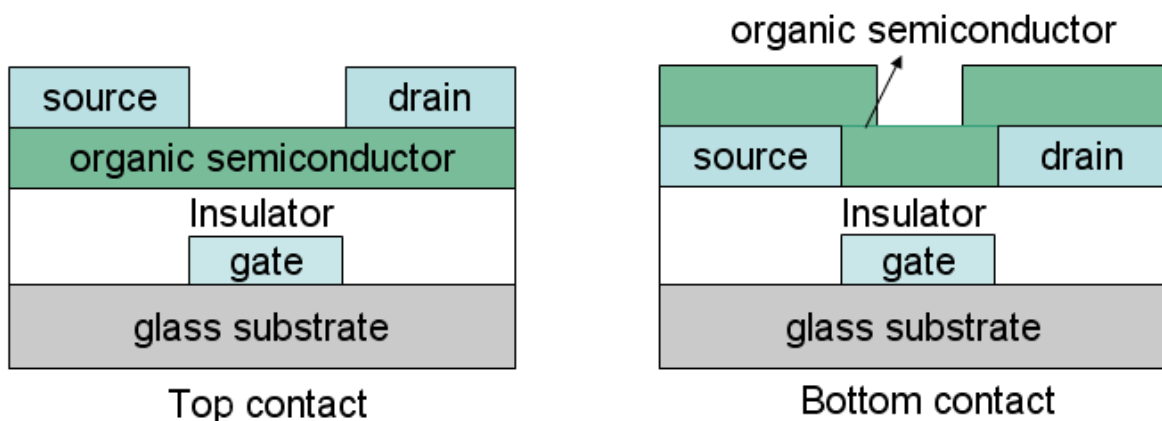 source
drain
organic semiconductor
Insulator
gate
glass substrate
Top contact
organic semiconductor
source
drain
Insulator
gate
glass substrate
Bottom contact